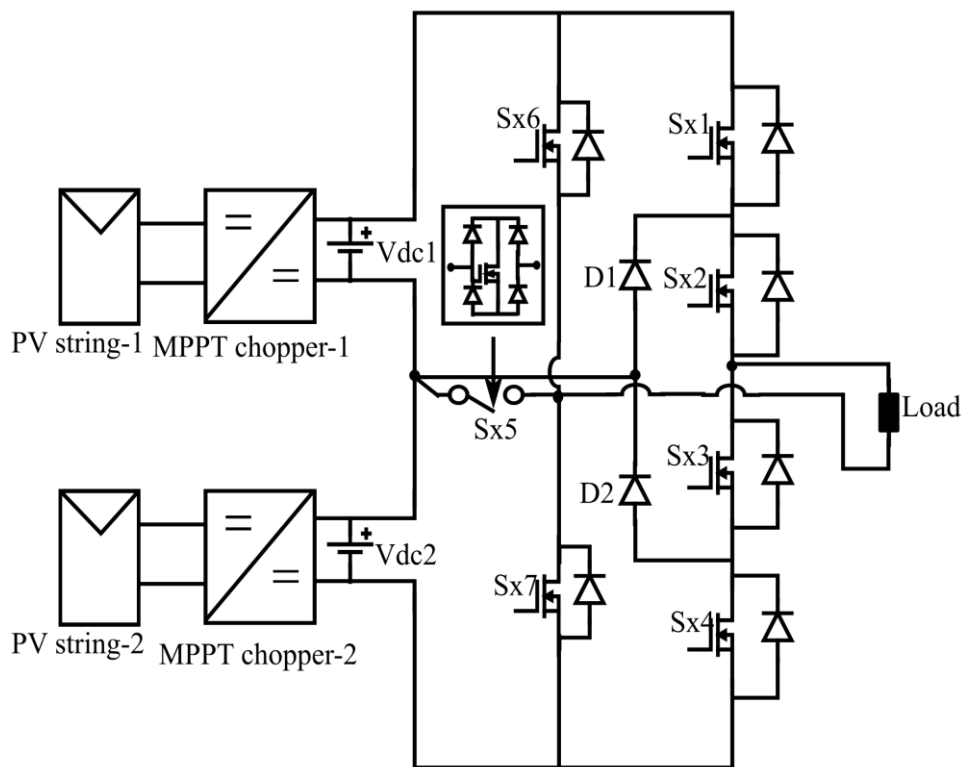 Sx6
Sx1
Vdc1
D1
Sx2
PV string-1
MPPT chopper-1
Sx5
Load
D2
Sx3
Vdc2
Sx7
Sx4
PV string-2
MPPT chopper-2